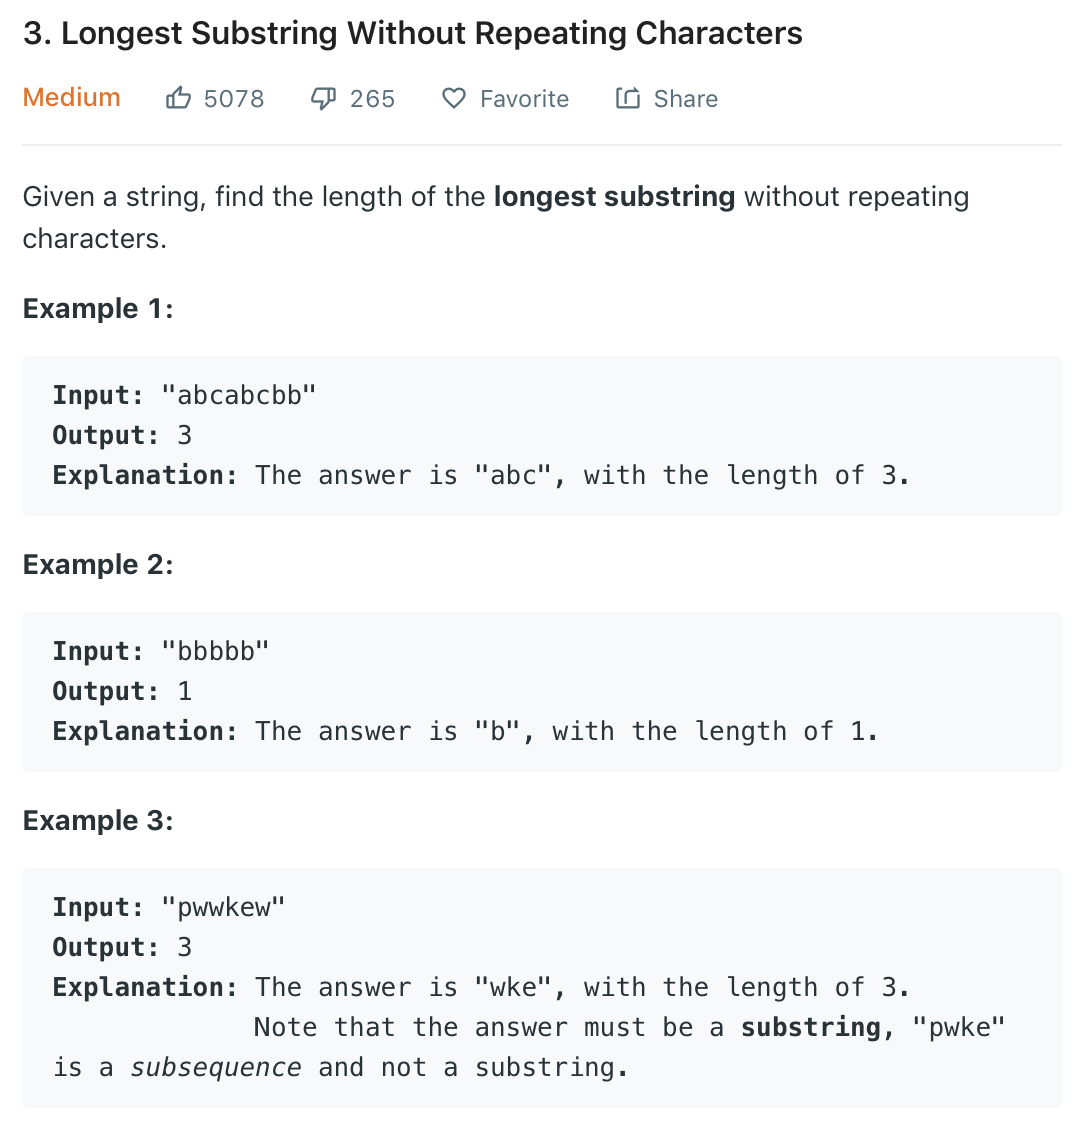 3. Longest Substring Without Repeating Characters
Medium 5078 265 Favorite Share
Given a string, find the length of the longest substring without repeating
characters.
Example 1:
Input: "abcabcbb"
Output: 3
Explanation: The answer is "abc", with the length of 3.
Example 2:
Input: "bbbbb"
Output: 1
Explanation: The answer is "b", with the length of 1.
Example 3:
Input: "pwwkew"
Output: 3
Explanation: The answer is "wke", with the length of 3.
Note that the answer must be a substring, "pwke"
is a subsequence and not a substring.